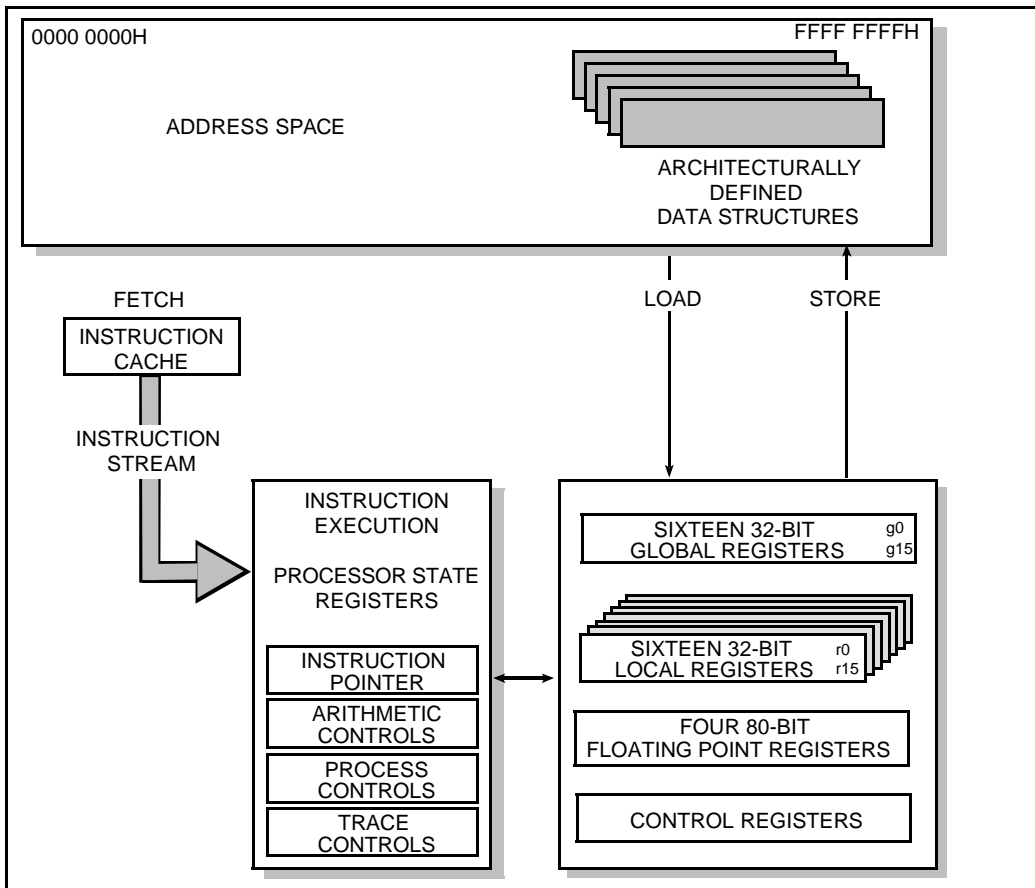 0000 0000H
FFFF FFFFH
ADDRESS SPACE
ARCHITECTURALLY
DEFINED
DATA STRUCTURES
FETCH
LOAD
STORE
INSTRUCTION
CACHE
INSTRUCTION
STREAM
INSTRUCTION
EXECUTION
PROCESSOR STATE
REGISTERS
INSTRUCTION
POINTER
ARITHMETIC
CONTROLS
PROCESS
CONTROLS
TRACE
CONTROLS
SIXTEEN 32-BIT g0
GLOBAL REGISTERS g15
SIXTEEN 32-BIT r0
LOCAL REGISTERS r15
FOUR 80-BIT
FLOATING POINT REGISTERS
CONTROL REGISTERS